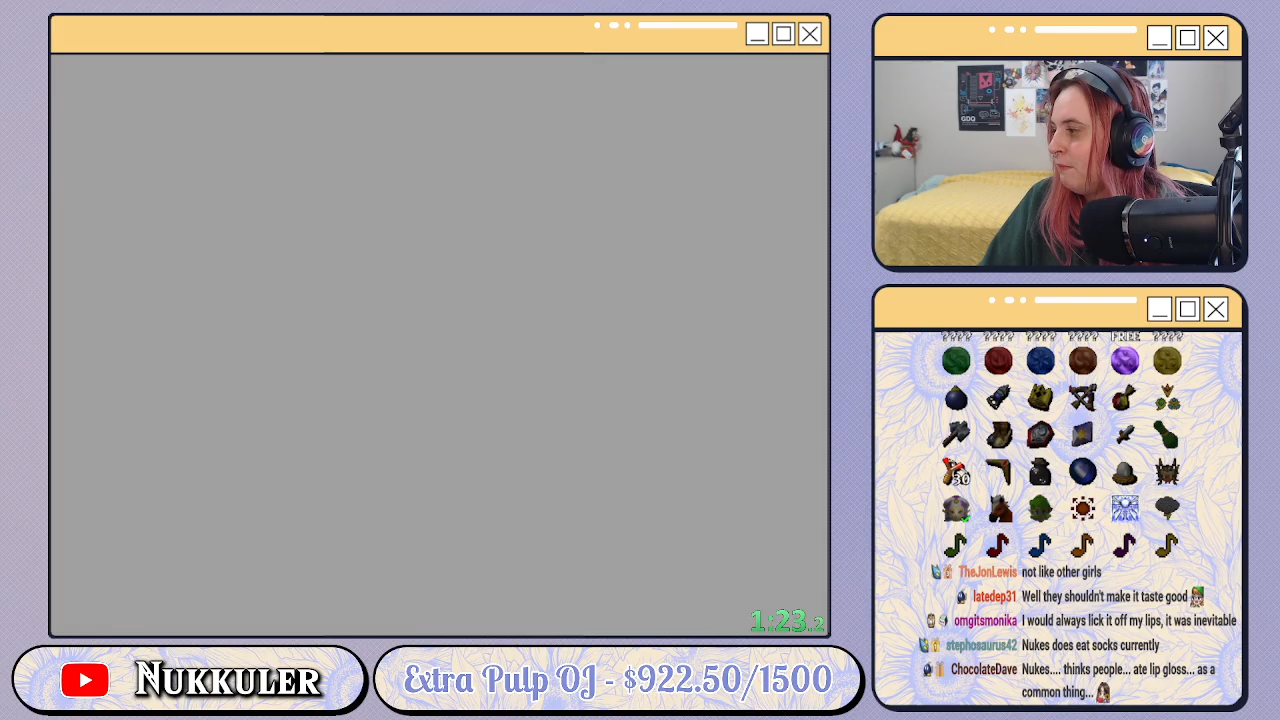 GDQ
???? ???? ???? ???? FREE ????
30
TheJonLewis not like other girls
latedep31 Well they shouldn't make it taste good
omgitsmonika I would always lick it off my lips, it was inevitable
stephosaurus42 Nukes does eat socks currently
ChocolateDave Nukes.... thinks people... ate lip gloss... as a
common thing...
1:23.2
Nukkuler
Extra Pulp OJ - $922.50/1500